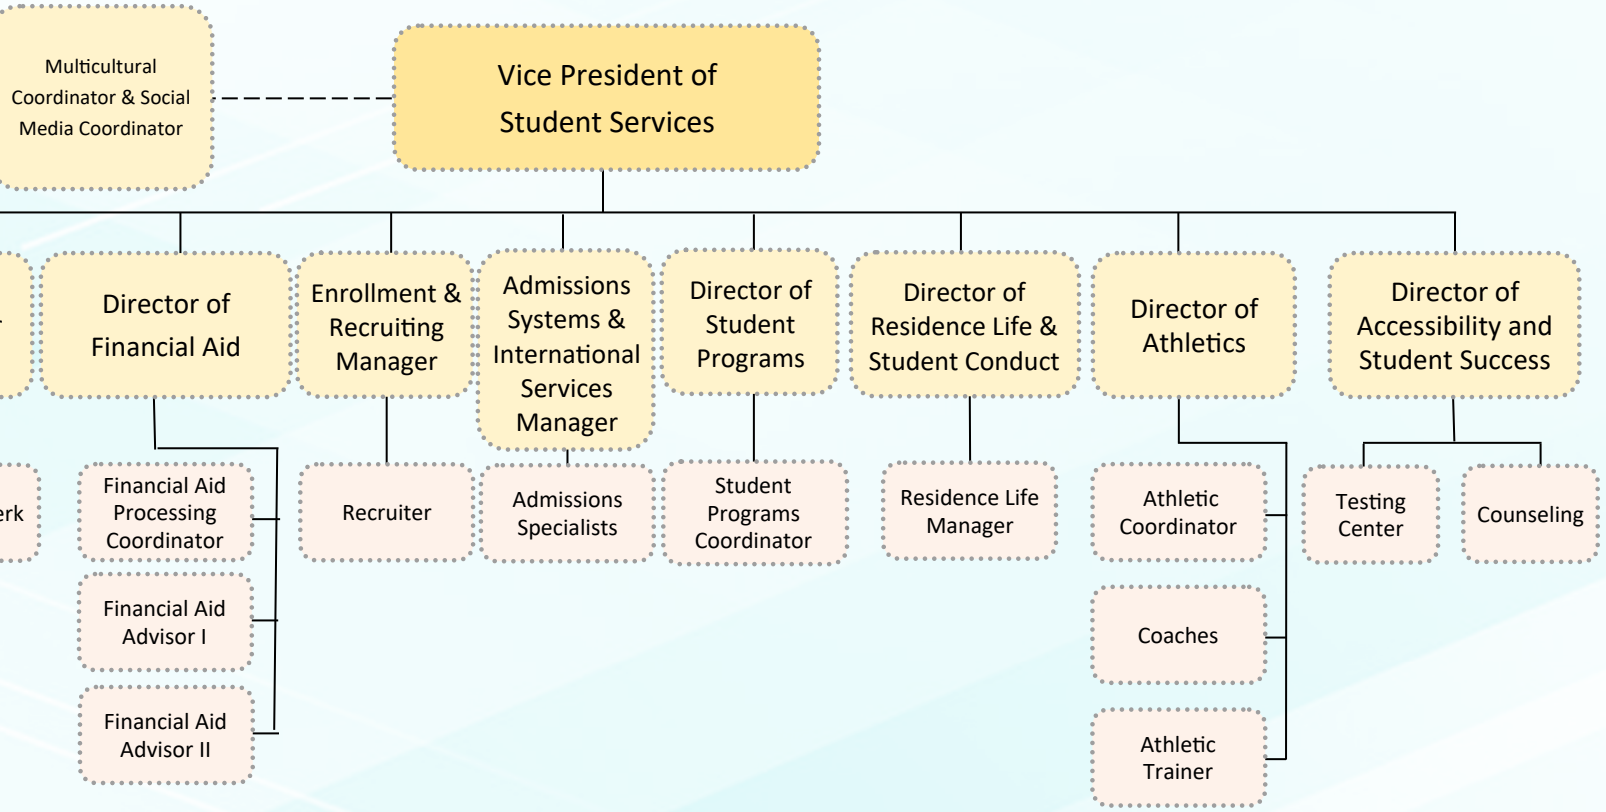 Multicultural
Coordinator & Social
Media Coordinator
Vice President of
Student Services
Director of
Financial Aid
Enrollment &
Recruiting
Manager
Admissions
Systems &
International
Services
Manager
Director of
Student
Programs
Director of
Residence Life &
Student Conduct
Director of
Athletics
Director of
Accessibility and
Student Success
Financial Aid
Processing
Coordinator
Recruiter
Admissions
Specialists
Student
Programs
Coordinator
Residence Life
Manager
Athletic
Coordinator
Testing
Center
Counseling
Financial Aid
Advisor I
Coaches
Financial Aid
Advisor II
Athletic
Trainer